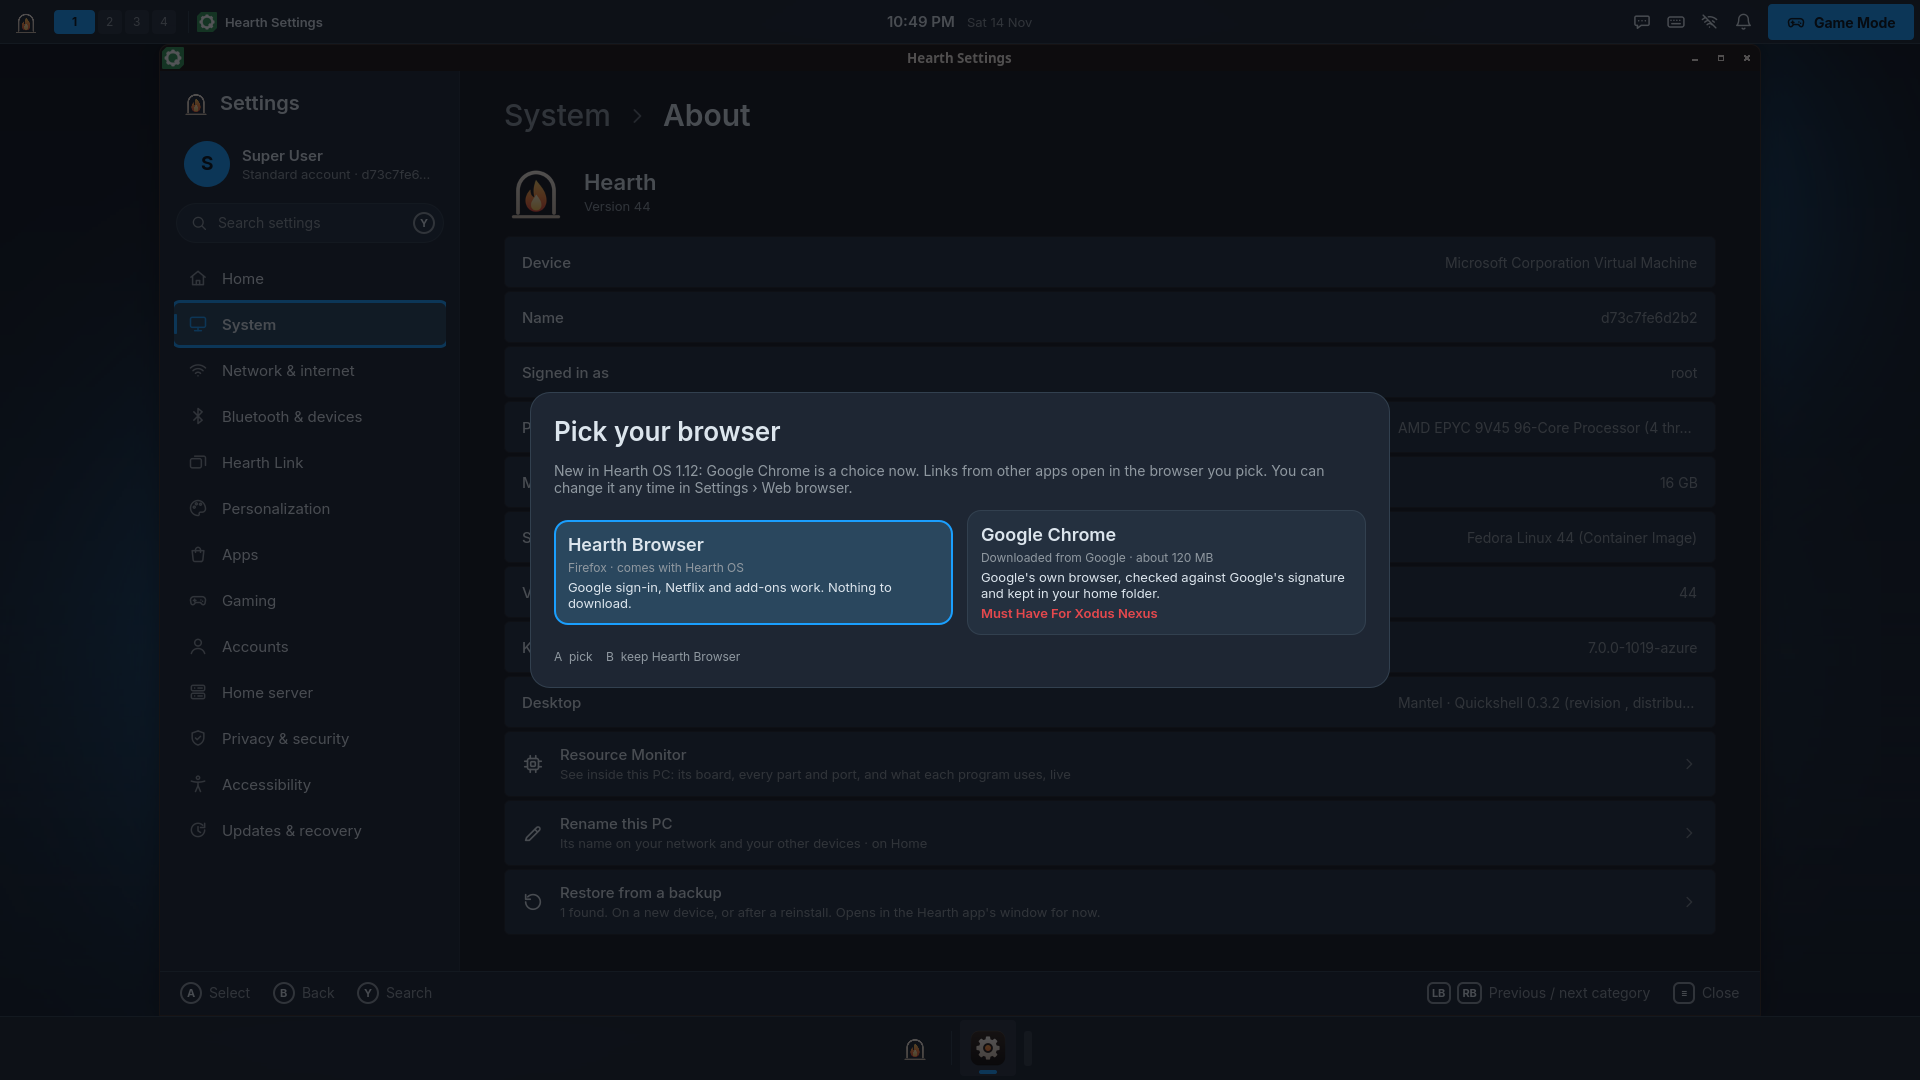 1 2 3 4 Hearth Settings 10:49 PM Sat 14 Nov Game Mode
Hearth Settings
Settings
Super User
Standard account · d73c7fe6...
Search settings Y
Home
System
Network & internet
Bluetooth & devices
Hearth Link
Personalization
Apps
Gaming
Accounts
Home server
Privacy & security
Accessibility
Updates & recovery
System › About
Hearth
Version 44
Device Microsoft Corporation Virtual Machine
Name d73c7fe6d2b2
Signed in as root
P AMD EPYC 9V45 96-Core Processor (4 thr...
M 16 GB
S Fedora Linux 44 (Container Image)
V 44
K 7.0.0-1019-azure
Desktop Mantel · Quickshell 0.3.2 (revision , distribu...
Resource Monitor
See inside this PC: its board, every part and port, and what each program uses, live
Rename this PC
Its name on your network and your other devices · on Home
Restore from a backup
1 found. On a new device, or after a reinstall. Opens in the Hearth app's window for now.
Pick your browser
New in Hearth OS 1.12: Google Chrome is a choice now. Links from other apps open in the browser you pick. You can
change it any time in Settings › Web browser.
Hearth Browser
Firefox · comes with Hearth OS
Google sign-in, Netflix and add-ons work. Nothing to
download.
Google Chrome
Downloaded from Google · about 120 MB
Google's own browser, checked against Google's signature
and kept in your home folder.
Must Have For Xodus Nexus
A pick B keep Hearth Browser
A Select B Back Y Search LB RB Previous / next category ≡ Close